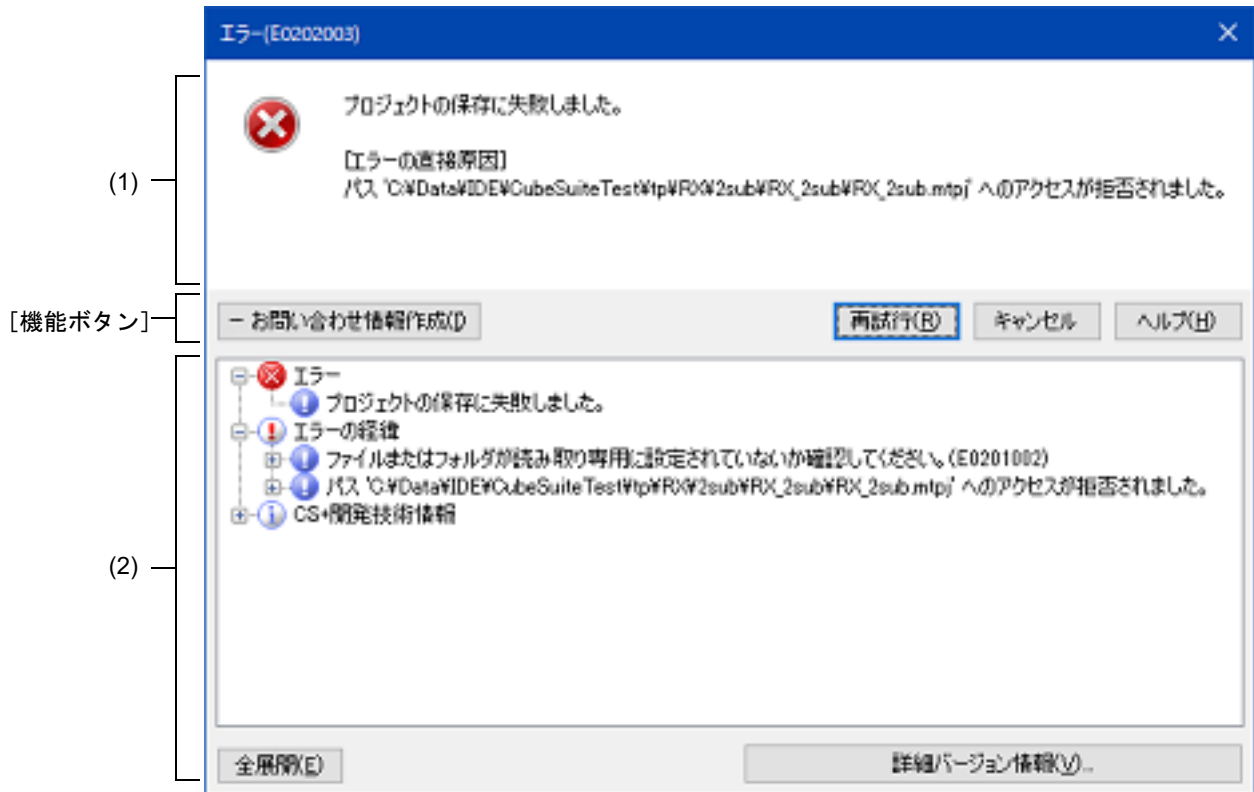 エラー(E0202003)
(1)
プロジェクトの保存に失敗しました。
[エラーの直接原因]
パス 'C:¥Data¥IDE¥CubeSuiteTest¥tp¥RX¥2sub¥RX_2sub¥RX_2sub.mtpj' へのアクセスが拒否されました。
[機能ボタン]
− お問い合わせ情報作成(I)
再試行(R)
キャンセル
ヘルプ(H)
(2)
エラー
プロジェクトの保存に失敗しました。
エラーの経緯
ファイルまたはフォルダが読み取り専用に設定されていないか確認してください。(E0201002)
パス 'C:¥Data¥IDE¥CubeSuiteTest¥tp¥RX¥2sub¥RX_2sub¥RX_2sub.mtpj' へのアクセスが拒否されました。
CS+開発技術情報
全展開(E)
詳細バージョン情報(V)...